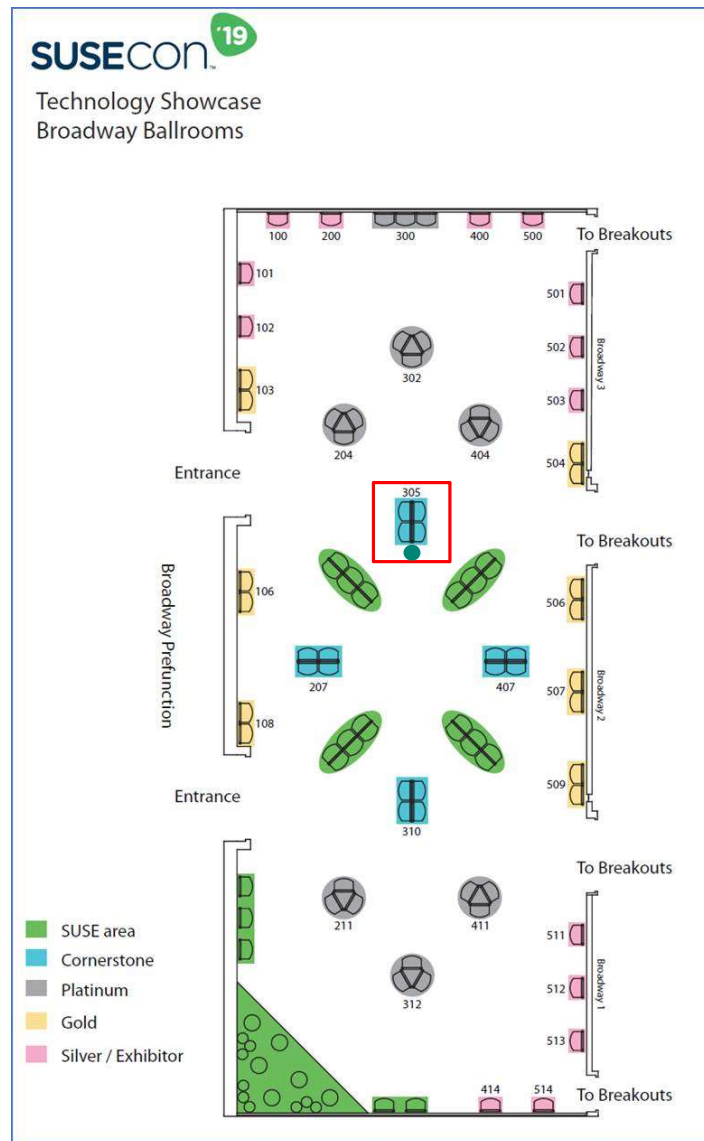 SUSECON.™ '19
Technology Showcase
Broadway Ballrooms
100 200 300 400 500 To Breakouts
101
501
102
502
Broadway 3
302
103
503
204 404
504
Entrance
305
To Breakouts
Broadway Prefunction
106
506
207 407
507
Broadway 2
108
509
Entrance
310
To Breakouts
211 411
SUSE area
511
Cornerstone
Platinum
512
Broadway 1
312
Gold
513
Silver / Exhibitor
414 514 To Breakouts